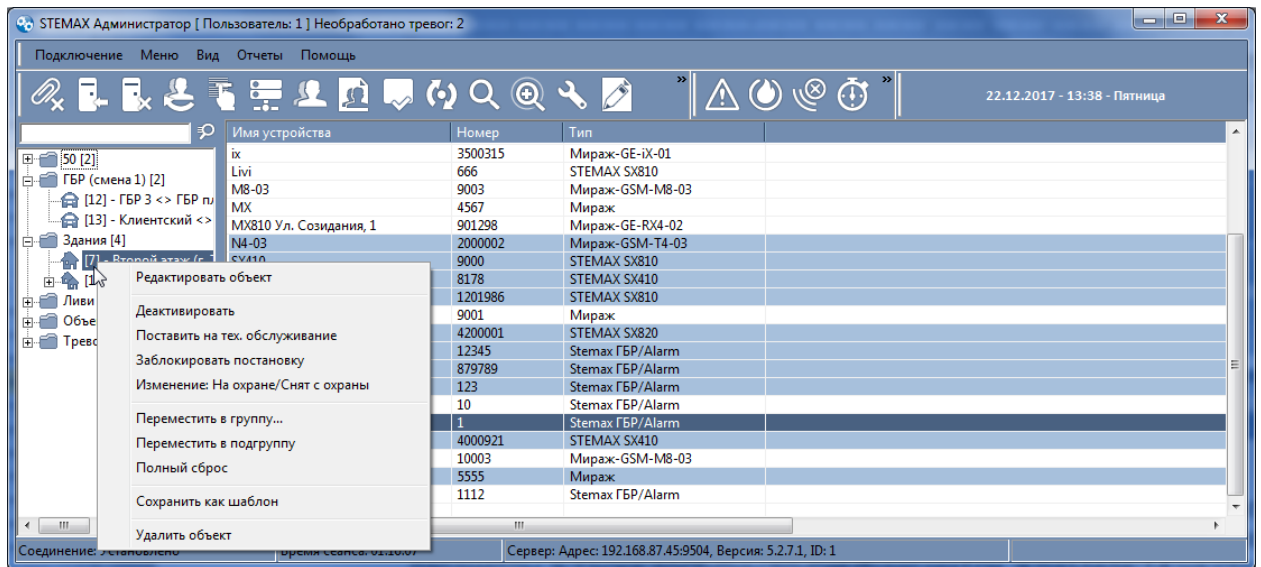 STEMAX Администратор [ Пользователь: 1 ] Необработано тревог: 2
Подключение Меню Вид Отчеты Помощь
22.12.2017 - 13:38 - Пятница
Имя устройства Номер Тип
50 [2]
ГБР (смена 1) [2]
[12] - ГБР 3 <> ГБР
[13] - Клиентский <>
Здания [4]
[7] - Второй этаж (г.
Ливи
ix 3500315 Мираж-GE-iX-01
Livi 666 STEMAX SX810
M8-03 9003 Мираж-GSM-M8-03
MX 4567 Мираж
MX810 Ул. Созидания, 1 901298 Мираж-GE-RX4-02
N4-03 2000002 Мираж-GSM-T4-03
SX410 9000 STEMAX SX810
8178 STEMAX SX410
1201986 STEMAX SX810
9001 Мираж
4200001 STEMAX SX820
12345 Stemax ГБР/Alarm
879789 Stemax ГБР/Alarm
123 Stemax ГБР/Alarm
10 Stemax ГБР/Alarm
1 Stemax ГБР/Alarm
4000921 STEMAX SX410
10003 Мираж-GSM-M8-03
5555 Мираж
1112 Stemax ГБР/Alarm
Редактировать объект
Деактивировать
Поставить на тех. обслуживание
Заблокировать постановку
Изменение: На охране/Снят с охраны
Переместить в группу...
Переместить в подгруппу
Полный сброс
Сохранить как шаблон
Удалить объект
Соединение: Установлено Время сеанса: 01:16:07 Сервер: Адрес: 192.168.87.45:9504, Версия: 5.2.7.1, ID: 1